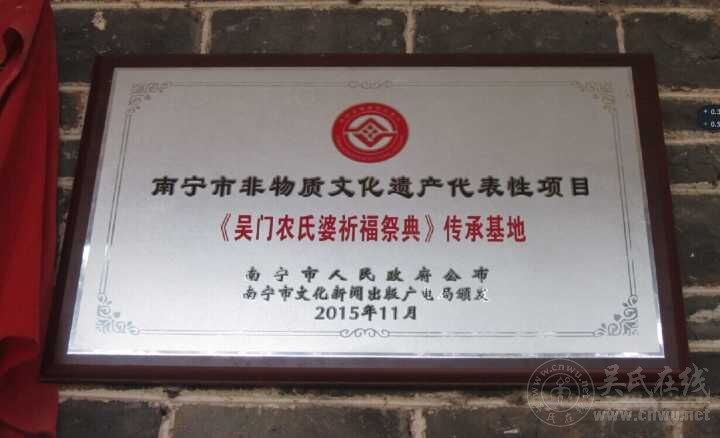 南宁市非物质文化遗产代表性项目
《吴门农氏婆祈福祭典》传承基地
南宁市人民政府公布
南宁市文化新闻出版广电局颁发
2015年11月
吴氏在线
www.cnwu.net